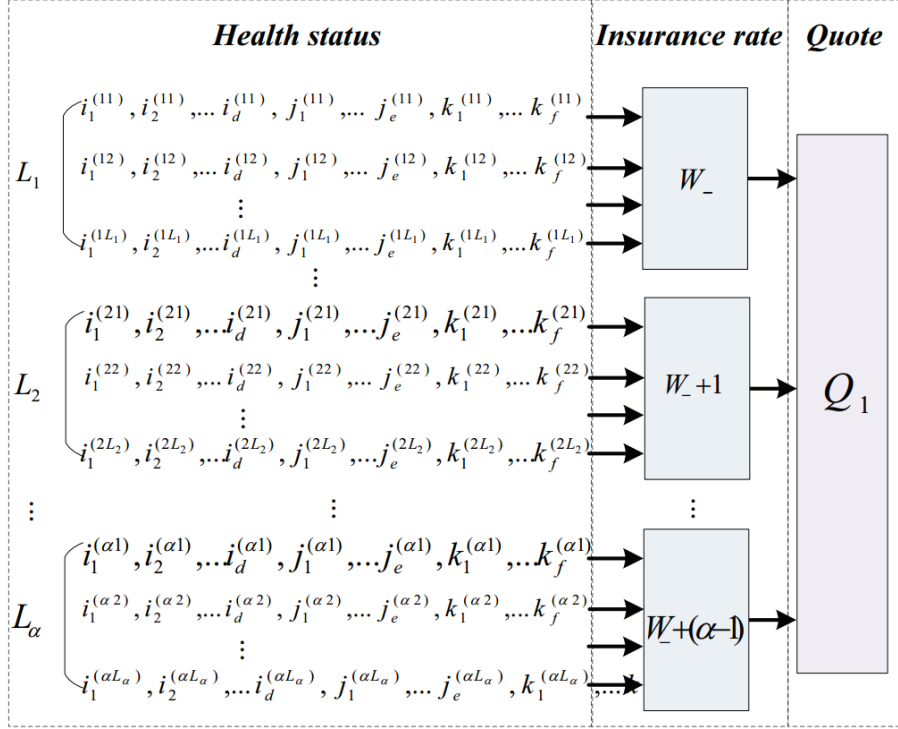 Health status Insurance rate Quote
i_1^{(11)}, i_2^{(11)},... i_d^{(11)}, j_1^{(11)},... j_e^{(11)}, k_1^{(11)},... k_f^{(11)}
i_1^{(12)}, i_2^{(12)},... i_d^{(12)}, j_1^{(12)},... j_e^{(12)}, k_1^{(12)},... k_f^{(12)}
L_1
W_-
⋮
i_1^{(1L_1)}, i_2^{(1L_1)},... i_d^{(1L_1)}, j_1^{(1L_1)},... j_e^{(1L_1)}, k_1^{(1L_1)},... k_f^{(1L_1)}
⋮
i_1^{(21)}, i_2^{(21)},... i_d^{(21)}, j_1^{(21)},... j_e^{(21)}, k_1^{(21)},... k_f^{(21)}
i_1^{(22)}, i_2^{(22)},... i_d^{(22)}, j_1^{(22)},... j_e^{(22)}, k_1^{(22)},... k_f^{(22)}
L_2
W_-+1
Q_1
⋮
i_1^{(2L_2)}, i_2^{(2L_2)},... i_d^{(2L_2)}, j_1^{(2L_2)},... j_e^{(2L_2)}, k_1^{(2L_2)},... k_f^{(2L_2)}
⋮ ⋮ ⋮
i_1^{(α1)}, i_2^{(α1)},... i_d^{(α1)}, j_1^{(α1)},... j_e^{(α1)}, k_1^{(α1)},... k_f^{(α1)}
i_1^{(α2)}, i_2^{(α2)},... i_d^{(α2)}, j_1^{(α2)},... j_e^{(α2)}, k_1^{(α2)},... k_f^{(α2)}
L_α
W_-+(α-1)
⋮
i_1^{(αL_α)}, i_2^{(αL_α)},... i_d^{(αL_α)}, j_1^{(αL_α)},... j_e^{(αL_α)}, k_1^{(αL_α)},...